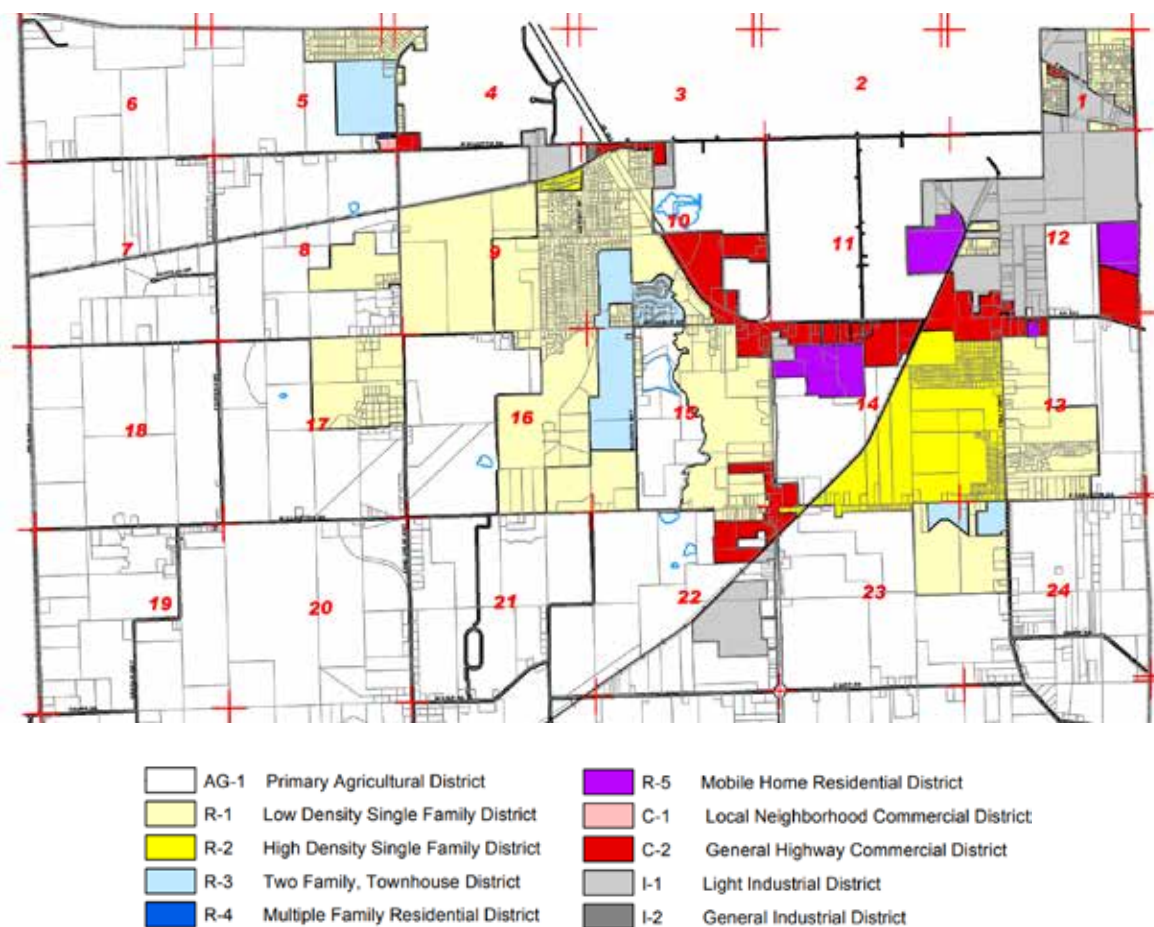 6 5 4 3 2 1
7 8 9 10 11 12
18 17 16 15 14 13
19 20 21 22 23 24
AG-1 Primary Agricultural District
R-1 Low Density Single Family District
R-2 High Density Single Family District
R-3 Two Family, Townhouse District
R-4 Multiple Family Residential District
R-5 Mobile Home Residential District
C-1 Local Neighborhood Commercial District
C-2 General Highway Commercial District
I-1 Light Industrial District
I-2 General Industrial District